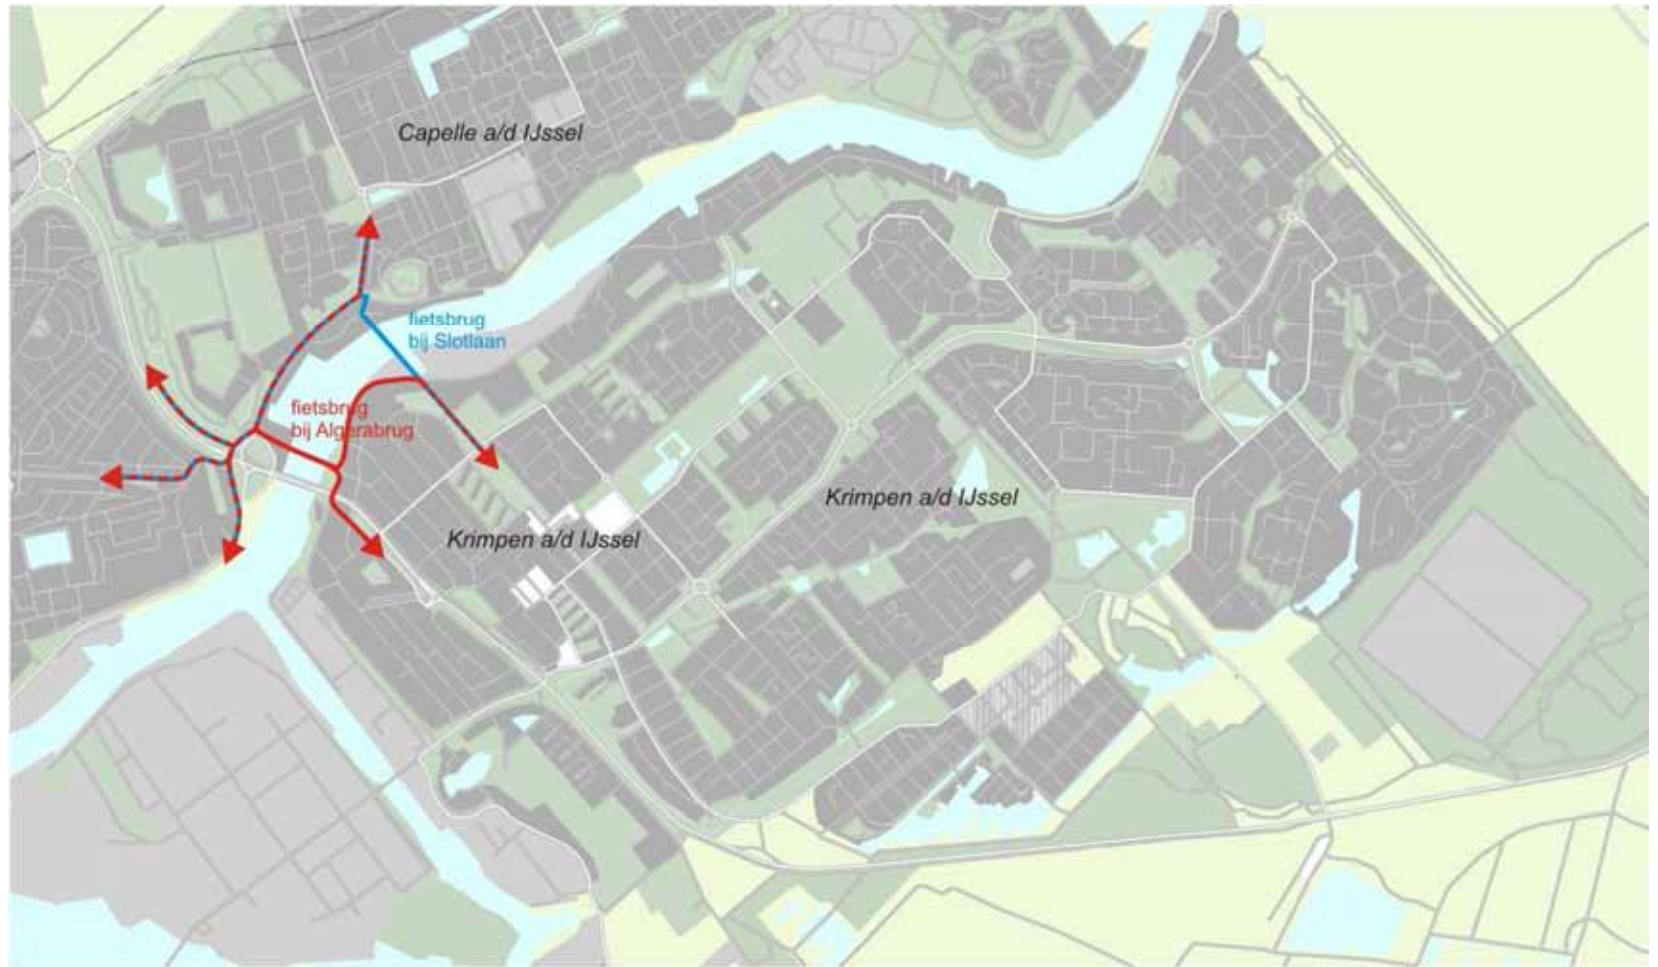 Capelle a/d IJssel
fietsbrug
bij Slotlaan
fietsbrug
bij Algerabrug
Krimpen a/d IJssel
Krimpen a/d IJssel